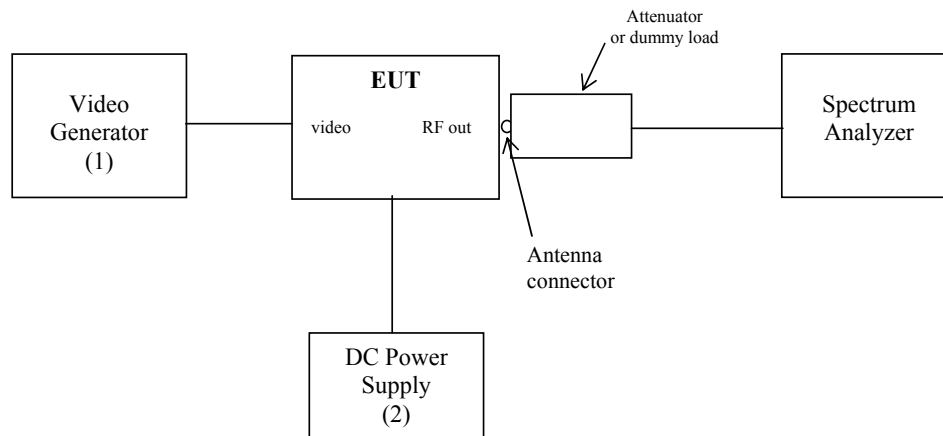 Attenuator
or dummy load
Video
Generator
(1)
EUT
video
RF out
Spectrum
Analyzer
Antenna
connector
DC Power
Supply
(2)